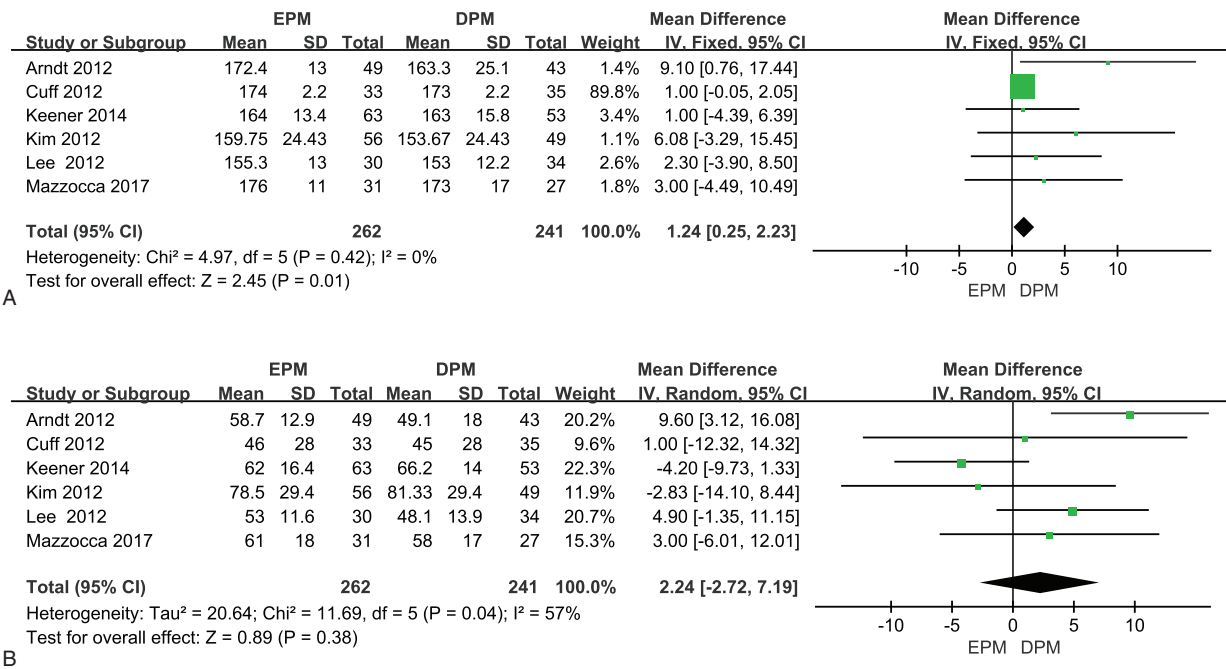 EPM DPM Mean Difference Mean Difference
Study or Subgroup Mean SD Total Mean SD Total Weight IV, Fixed, 95% CI IV, Fixed, 95% CI
Arndt 2012 172.4 13 49 163.3 25.1 43 1.4% 9.10 [0.76, 17.44]
Cuff 2012 174 2.2 33 173 2.2 35 89.8% 1.00 [-0.05, 2.05]
Keener 2014 164 13.4 63 163 15.8 53 3.4% 1.00 [-4.39, 6.39]
Kim 2012 159.75 24.43 56 153.67 24.43 49 1.1% 6.08 [-3.29, 15.45]
Lee 2012 155.3 13 30 153 12.2 34 2.6% 2.30 [-3.90, 8.50]
Mazzocca 2017 176 11 31 173 17 27 1.8% 3.00 [-4.49, 10.49]
Total (95% CI) 262 241 100.0% 1.24 [0.25, 2.23]
Heterogeneity: Chi² = 4.97, df = 5 (P = 0.42); I² = 0%
Test for overall effect: Z = 2.45 (P = 0.01)
-10 -5 0 5 10
EPM DPM
A
EPM DPM Mean Difference Mean Difference
Study or Subgroup Mean SD Total Mean SD Total Weight IV, Random, 95% CI IV, Random, 95% CI
Arndt 2012 58.7 12.9 49 49.1 18 43 20.2% 9.60 [3.12, 16.08]
Cuff 2012 46 28 33 45 28 35 9.6% 1.00 [-12.32, 14.32]
Keener 2014 62 16.4 63 66.2 14 53 22.3% -4.20 [-9.73, 1.33]
Kim 2012 78.5 29.4 56 81.33 29.4 49 11.9% -2.83 [-14.10, 8.44]
Lee 2012 53 11.6 30 48.1 13.9 34 20.7% 4.90 [-1.35, 11.15]
Mazzocca 2017 61 18 31 58 17 27 15.3% 3.00 [-6.01, 12.01]
Total (95% CI) 262 241 100.0% 2.24 [-2.72, 7.19]
Heterogeneity: Tau² = 20.64; Chi² = 11.69, df = 5 (P = 0.04); I² = 57%
Test for overall effect: Z = 0.89 (P = 0.38)
-10 -5 0 5 10
EPM DPM
B